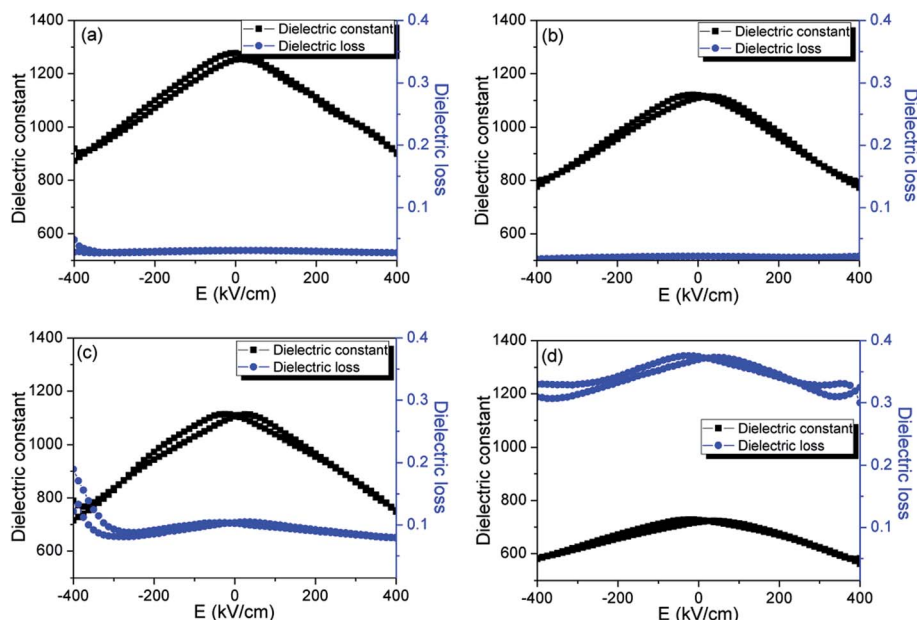 (a)
Dielectric constant
Dielectric loss
1400
1200
1000
800
600
0.4
0.3
0.2
0.1
-400 -200 0 200 400
E (kV/cm)
Dielectric constant
Dielectric loss
(b)
Dielectric constant
Dielectric loss
1400
1200
1000
800
600
0.4
0.3
0.2
0.1
-400 -200 0 200 400
E (kV/cm)
Dielectric constant
Dielectric loss
(c)
Dielectric constant
Dielectric loss
1400
1200
1000
800
600
0.4
0.3
0.2
0.1
-400 -200 0 200 400
E (kV/cm)
Dielectric constant
Dielectric loss
(d)
Dielectric constant
Dielectric loss
1400
1200
1000
800
600
0.4
0.3
0.2
0.1
-400 -200 0 200 400
E (kV/cm)
Dielectric constant
Dielectric loss